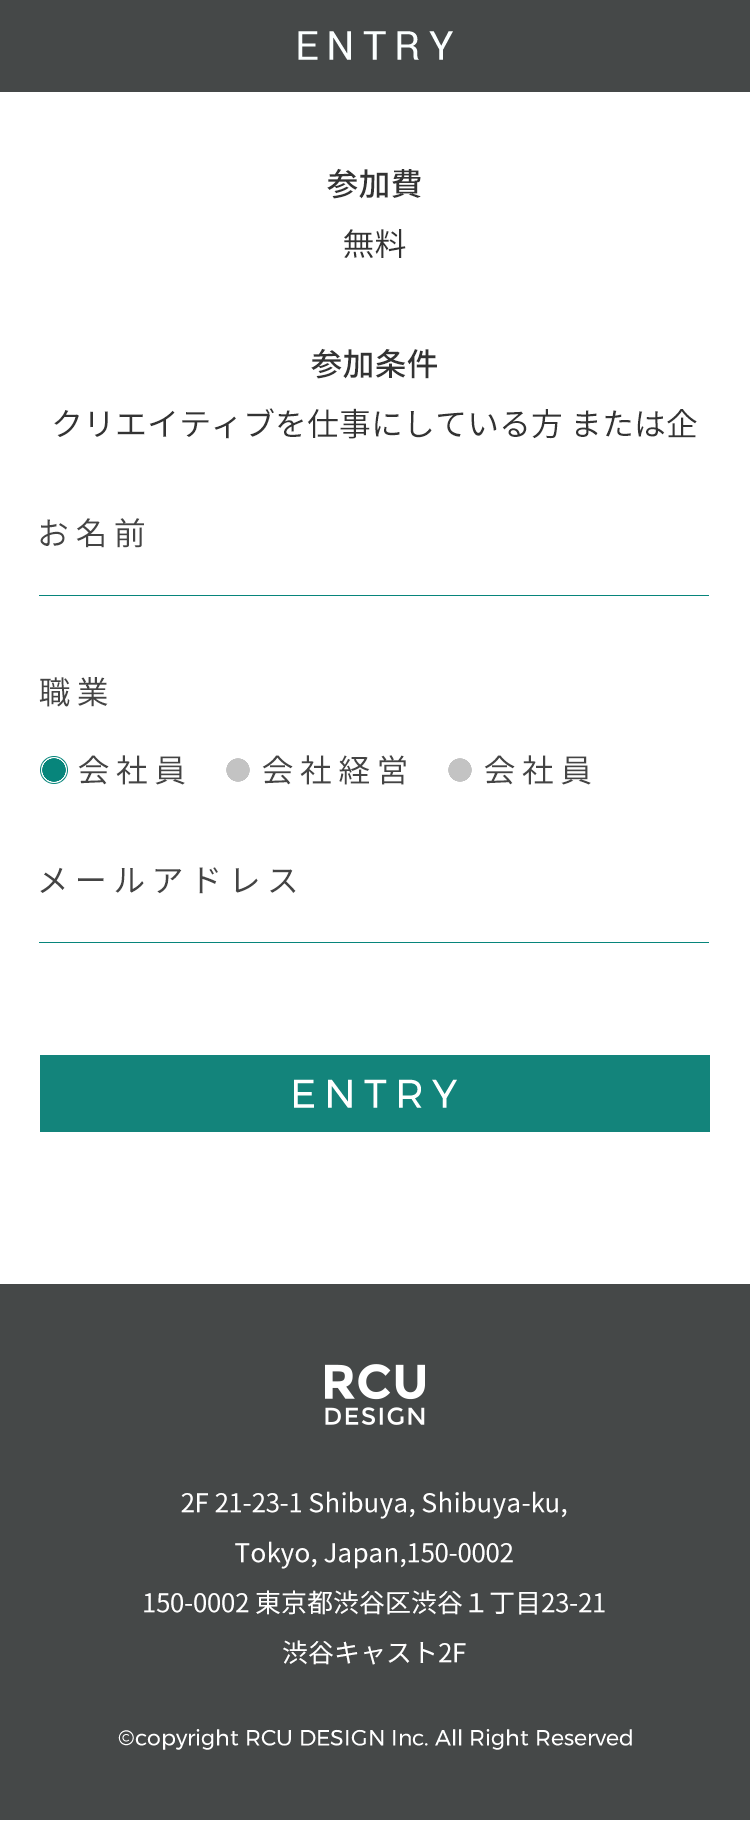 ENTRY
参加費
無料
参加条件
クリエイティブを仕事にしている方 または企
お名前
職業
会社員 会社経営 会社員
メールアドレス
ENTRY
RCU
DESIGN
2F 21-23-1 Shibuya, Shibuya-ku,
Tokyo, Japan,150-0002
150-0002 東京都渋谷区渋谷１丁目23-21
渋谷キャスト2F
©copyright RCU DESIGN Inc. All Right Reserved